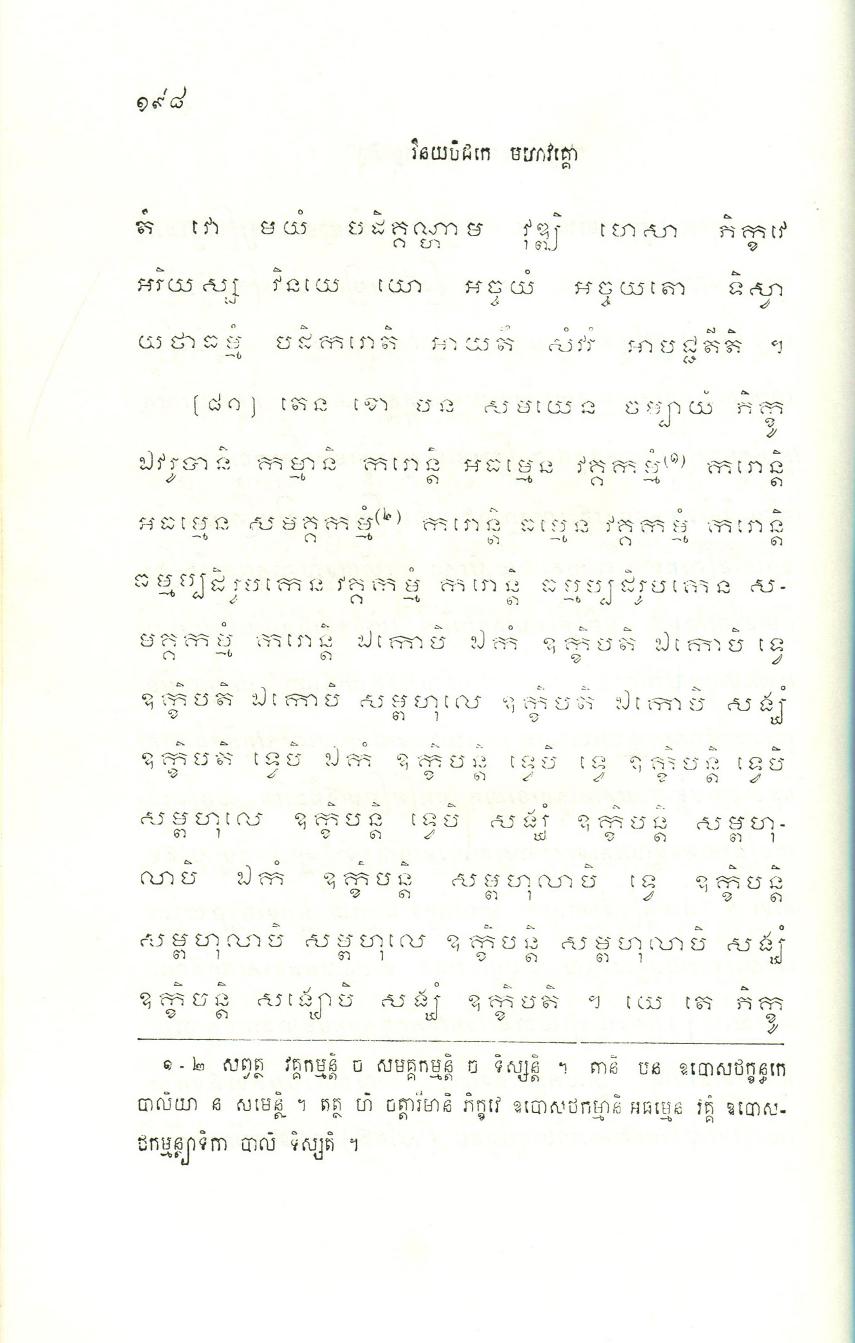 ១៩៨
វិនយបិដកេ មហាវគ្គោ
តំ វោ មយំ បដិគ្គណ្ហាម វុឌ្ឍិ ហេសា ភិក្ខវេ
អរិយស្ស វិនយេ យោ អច្ចយំ អច្ចយតោ ទិស្វា
យថាធម្មំ បដិករោតិ អាយតឹ សំវរំ អាបជ្ជតីតិ ។
[៨១] តេន ខោ បន សមយេន ចម្បាយំ ភិក្ខូ
ឯវរូបានិ កម្មានិ ករោន្តិ អធម្មេន វគ្គកម្មំ(១) ករោន្តិ
អធម្មេន សមគ្គកម្មំ(២) ករោន្តិ ធម្មេន វគ្គកម្មំ ករោន្តិ
ធម្មប្បដិរូបកេន វគ្គកម្មំ ករោន្តិ ធម្មប្បដិរូបកេន ស-
មគ្គកម្មំ ករោន្តិ ឯកោបិ ឯកំ ឧក្ខិបតិ ឯកោបិ ទ្វេ
ឧក្ខិបតិ ឯកោបិ សម្ពហុលេ ឧក្ខិបតិ ឯកោបិ សង្ឃំ
ឧក្ខិបតិ ទ្វេបិ ឯកំ ឧក្ខិបន្តិ ទ្វេបិ ទ្វេ ឧក្ខិបន្តិ ទ្វេបិ
សម្ពហុលេ ឧក្ខិបន្តិ ទ្វេបិ សង្ឃំ ឧក្ខិបន្តិ សម្ពហុ-
លាបិ ឯកំ ឧក្ខិបន្តិ សម្ពហុលាបិ ទ្វេ ឧក្ខិបន្តិ
សម្ពហុលាបិ សម្ពហុលេ ឧក្ខិបន្តិ សម្ពហុលាបិ សង្ឃំ
ឧក្ខិបន្តិ សង្ឃោបិ សង្ឃំ ឧក្ខិបតិ ។ យេ តេ ភិក្ខូ
១ - ២ សព្វត្ថ វគ្គកម្មន្តិ ច សមគ្គកម្មន្តិ ច ទិស្សន្តិ ។ តានិ បន ឧបោសថក្ខន្ធកេ
បាលិយា ន សមេន្តិ ។ តត្ថ ហិ ចត្តារីមានិ ភិក្ខវេ ឧបោសថកម្មានិ អធម្មេន វគ្គំ ឧបោស-
ថកម្មន្ត្យាទិកា បាលិ ទិស្សតិ ។